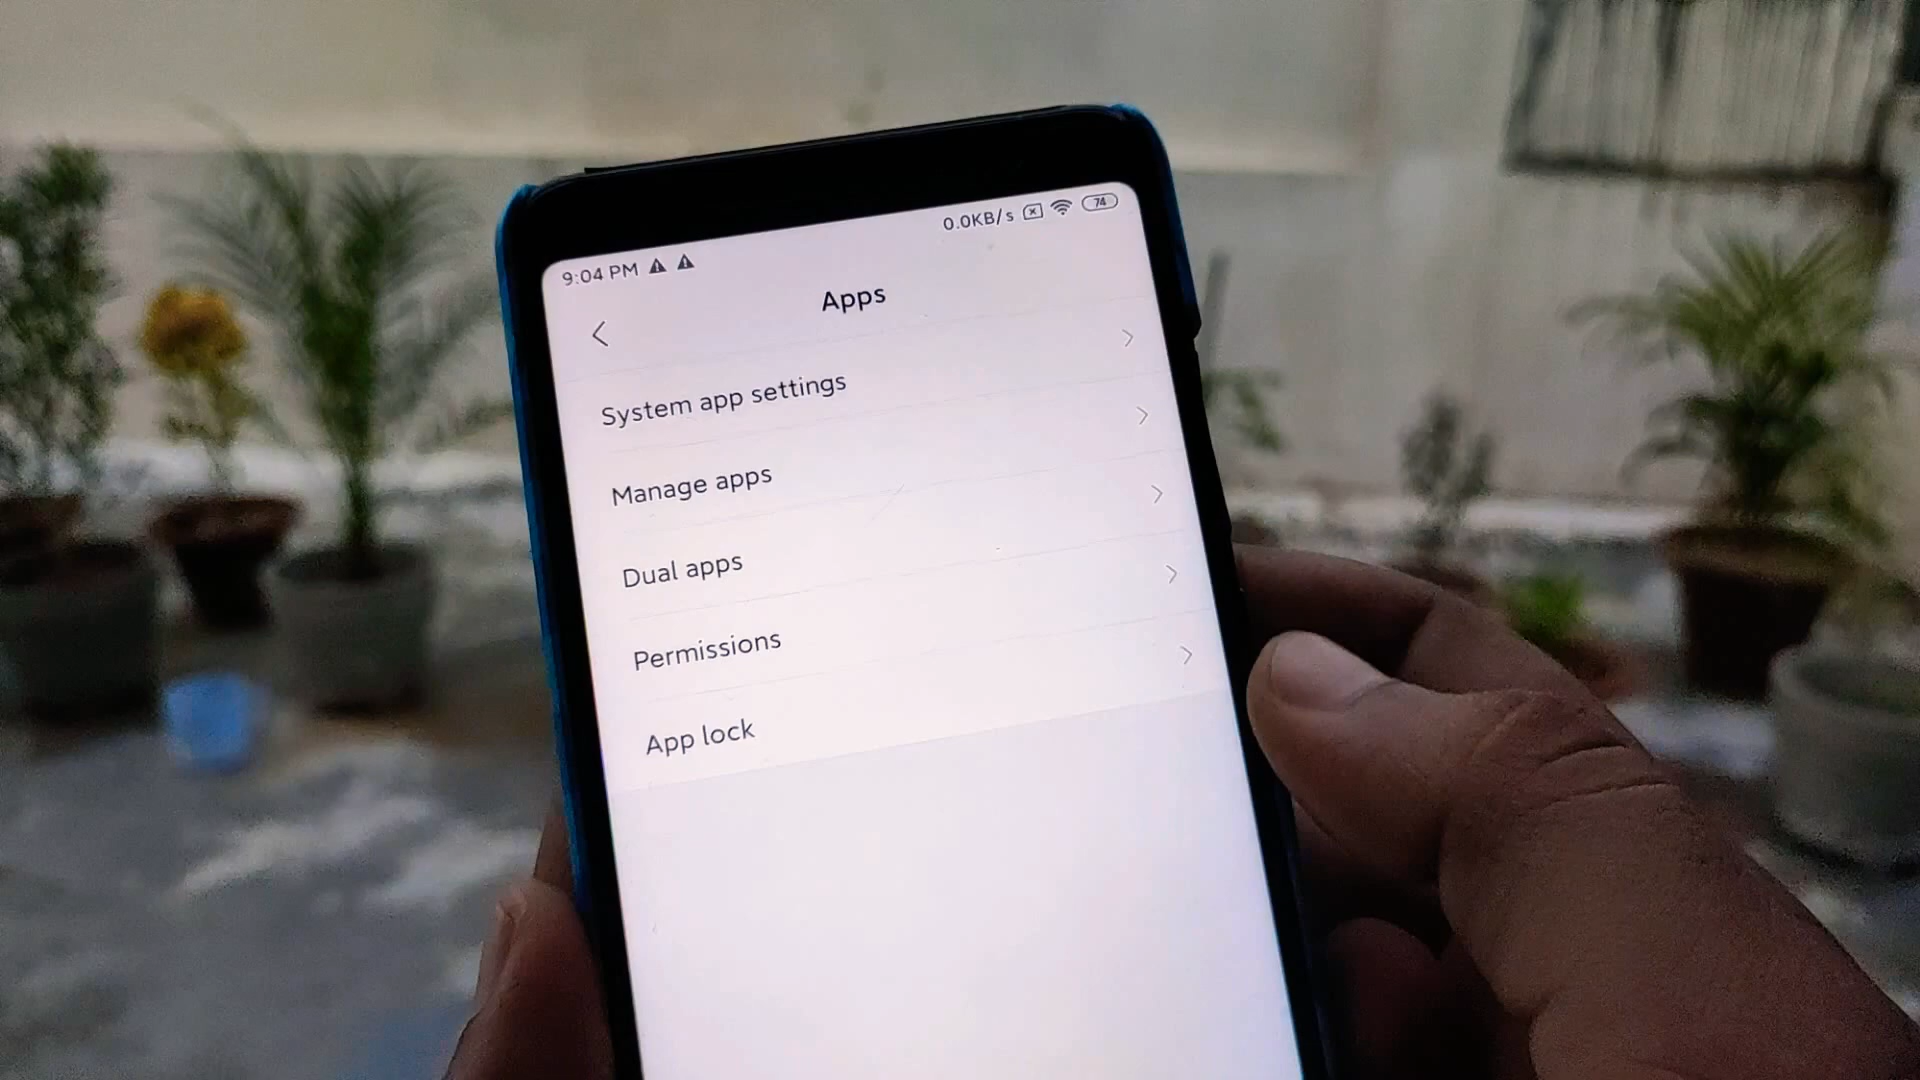 9:04 PM 0.0KB/s 74
Apps
System app settings
Manage apps
Dual apps
Permissions
App lock